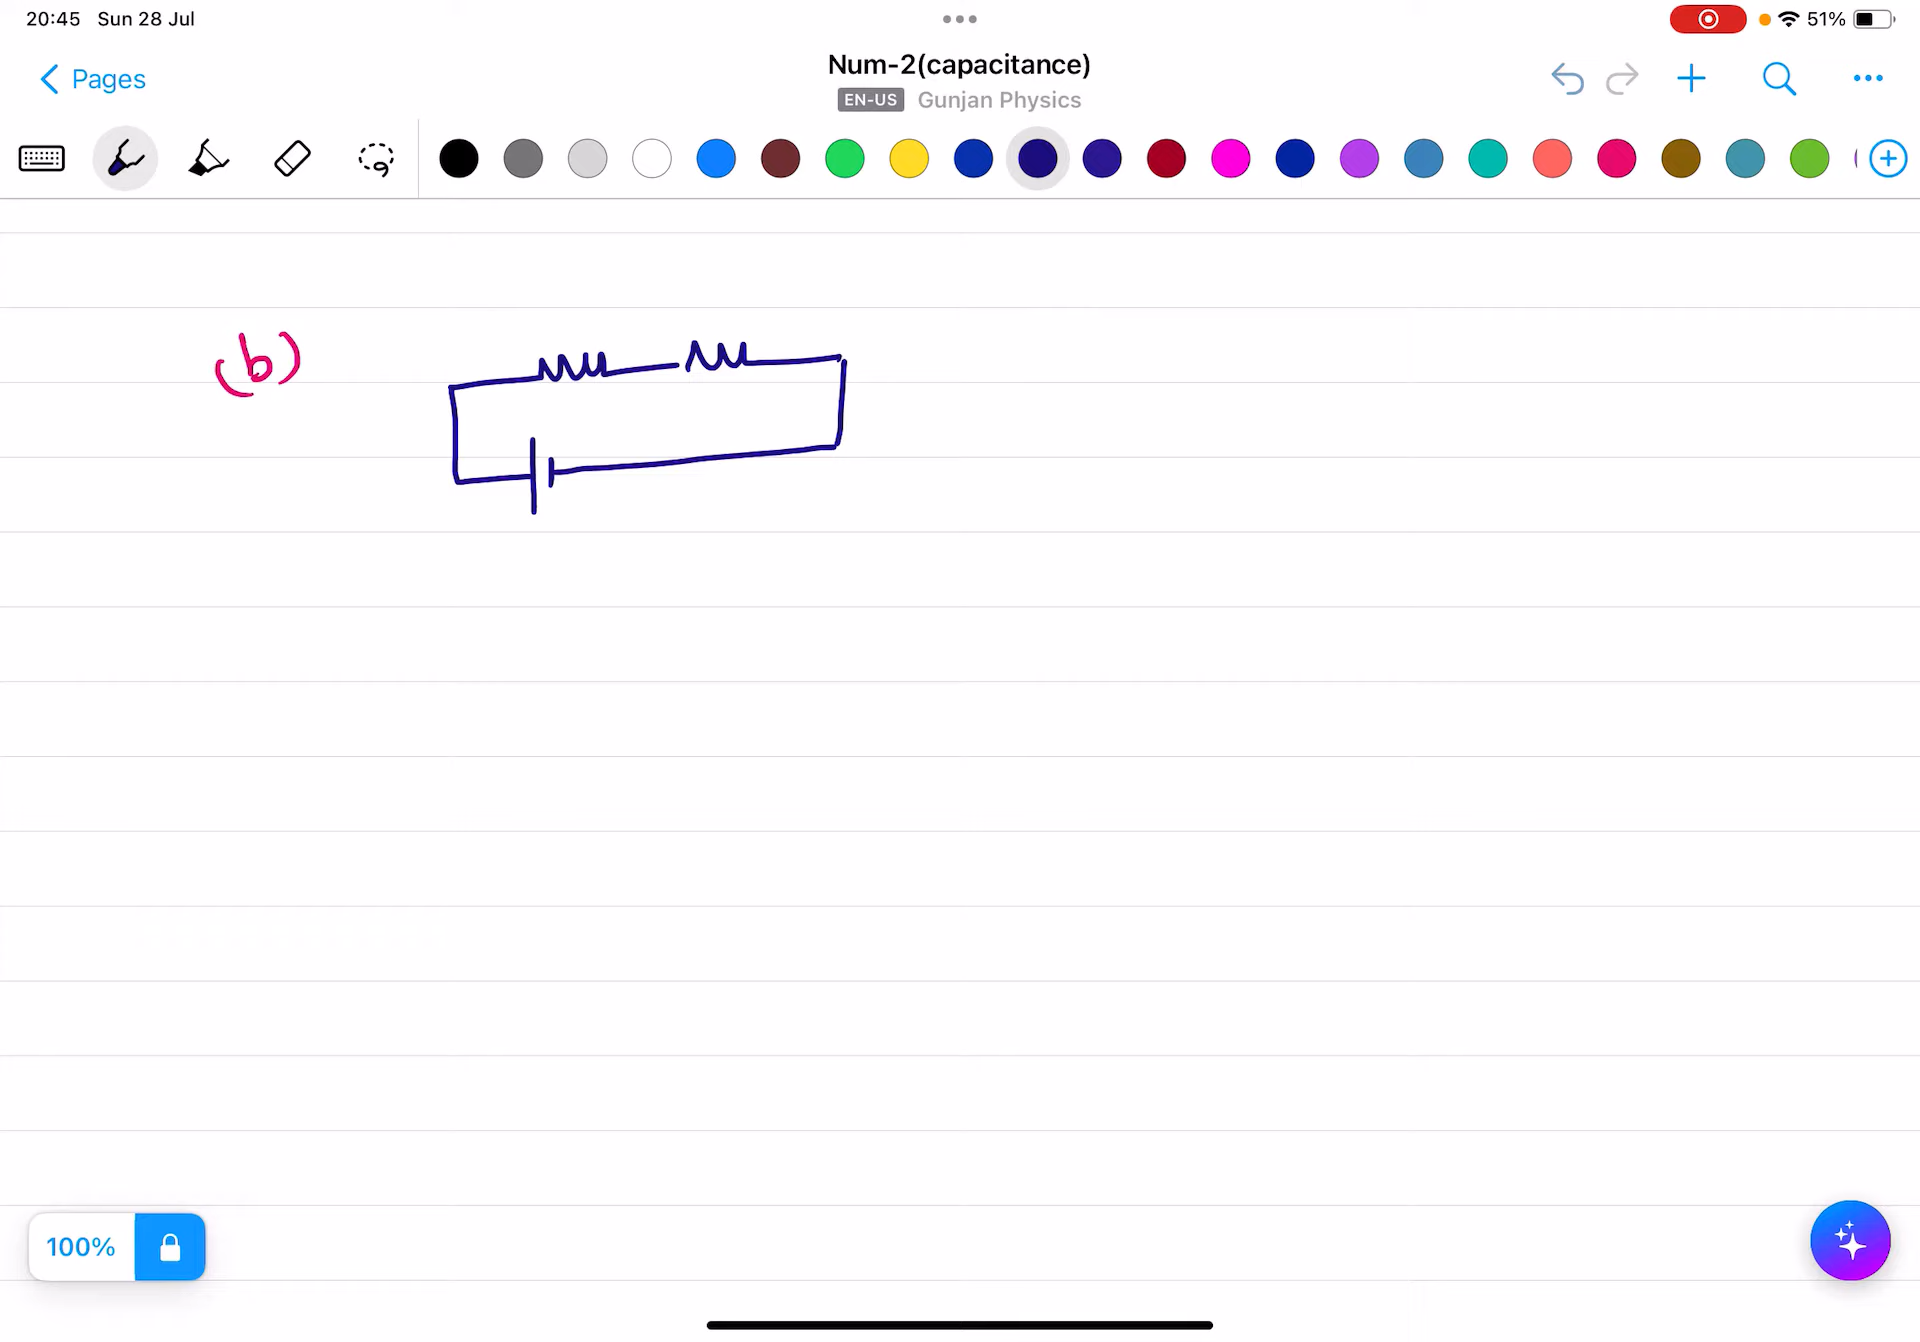 20:45 Sun 28 Jul
51%
Pages
Num-2(capacitance)
EN-US Gunjan Physics
(b)
100%